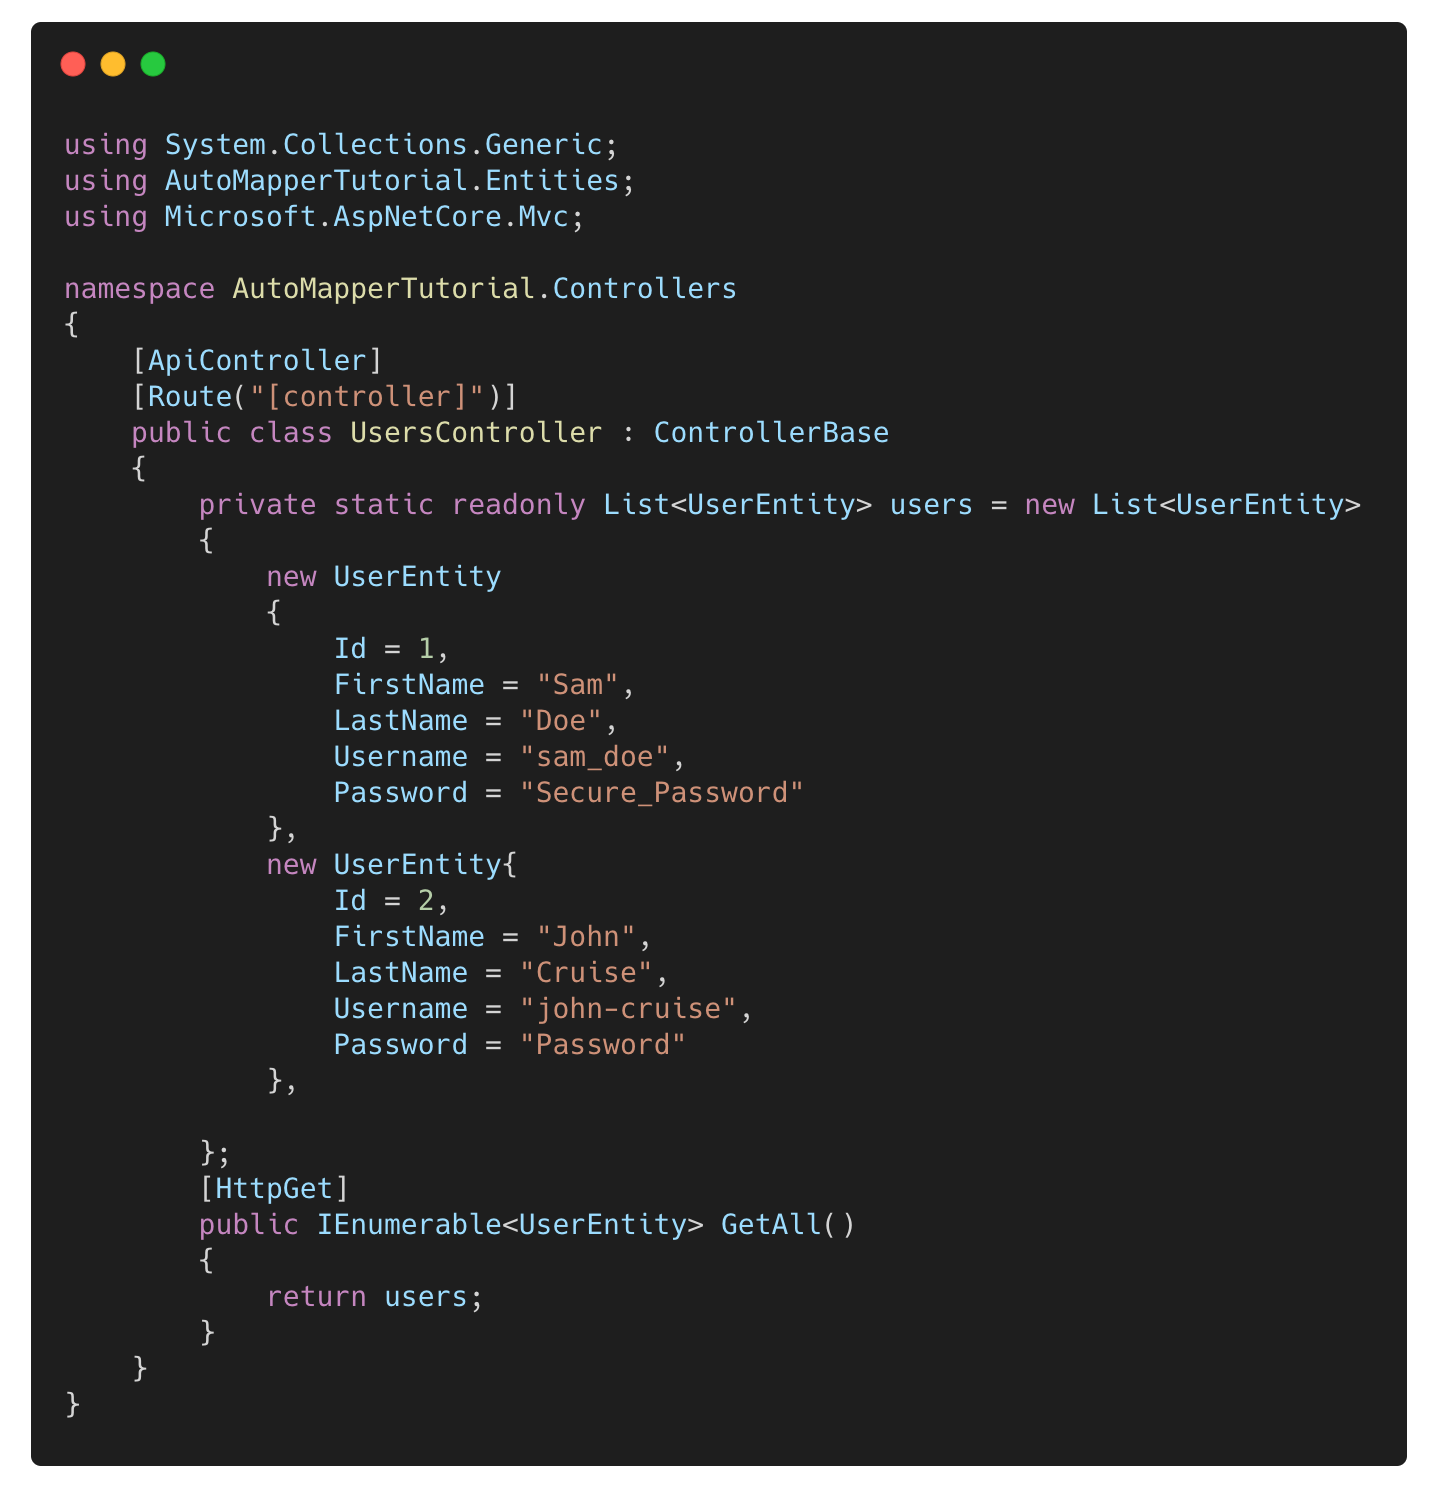 using System.Collections.Generic;
using AutoMapperTutorial.Entities;
using Microsoft.AspNetCore.Mvc;

namespace AutoMapperTutorial.Controllers
{
    [ApiController]
    [Route("[controller]")]
    public class UsersController : ControllerBase
    {
        private static readonly List<UserEntity> users = new List<UserEntity>
        {
            new UserEntity
            {
                Id = 1,
                FirstName = "Sam",
                LastName = "Doe",
                Username = "sam_doe",
                Password = "Secure_Password"
            },
            new UserEntity{
                Id = 2,
                FirstName = "John",
                LastName = "Cruise",
                Username = "john-cruise",
                Password = "Password"
            },

        };
        [HttpGet]
        public IEnumerable<UserEntity> GetAll()
        {
            return users;
        }
    }
}